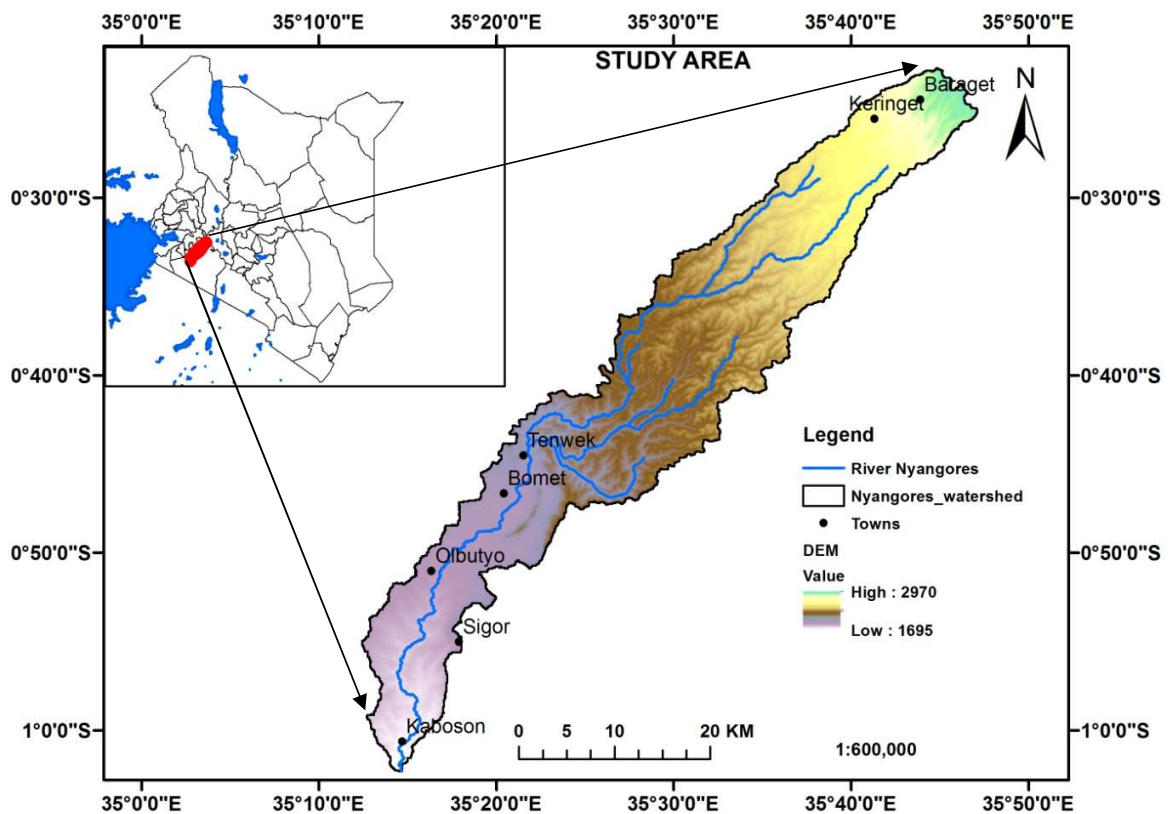 35°0'0"E 35°10'0"E 35°20'0"E 35°30'0"E 35°40'0"E 35°50'0"E
STUDY AREA
N
Bataget
Keringet
0°30'0"S 0°30'0"S
0°40'0"S 0°40'0"S
Tenwek
Bomet
0°50'0"S 0°50'0"S
Olbutyo
Sigor
Kaboson
1°0'0"S 1°0'0"S
Legend
River Nyangores
Nyangores_watershed
Towns
DEM
Value
High : 2970
Low : 1695
0 5 10 20 KM
1:600,000
35°0'0"E 35°10'0"E 35°20'0"E 35°30'0"E 35°40'0"E 35°50'0"E